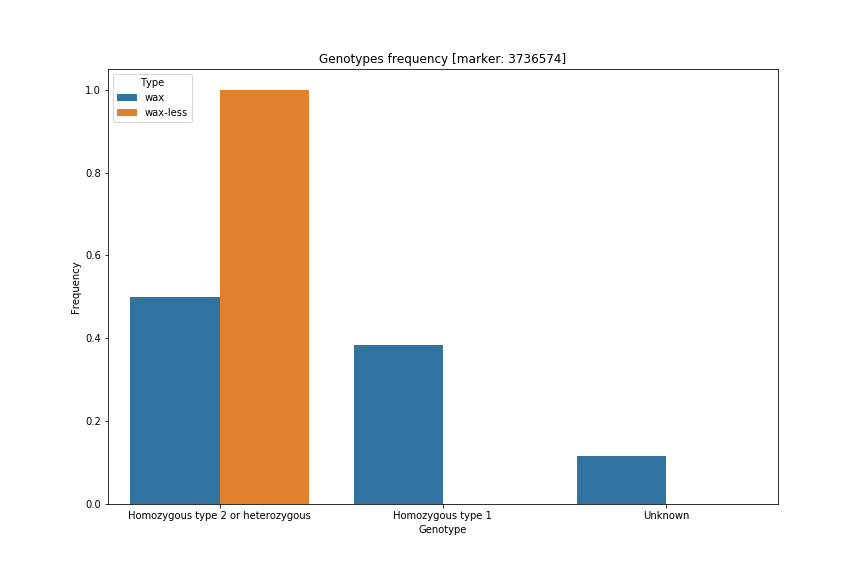 Genotypes frequency [marker: 3736574]
Type
wax
wax-less
1.0
0.8
0.6
0.4
0.2
0.0
Frequency
Homozygous type 2 or heterozygous
Homozygous type 1
Unknown
Genotype